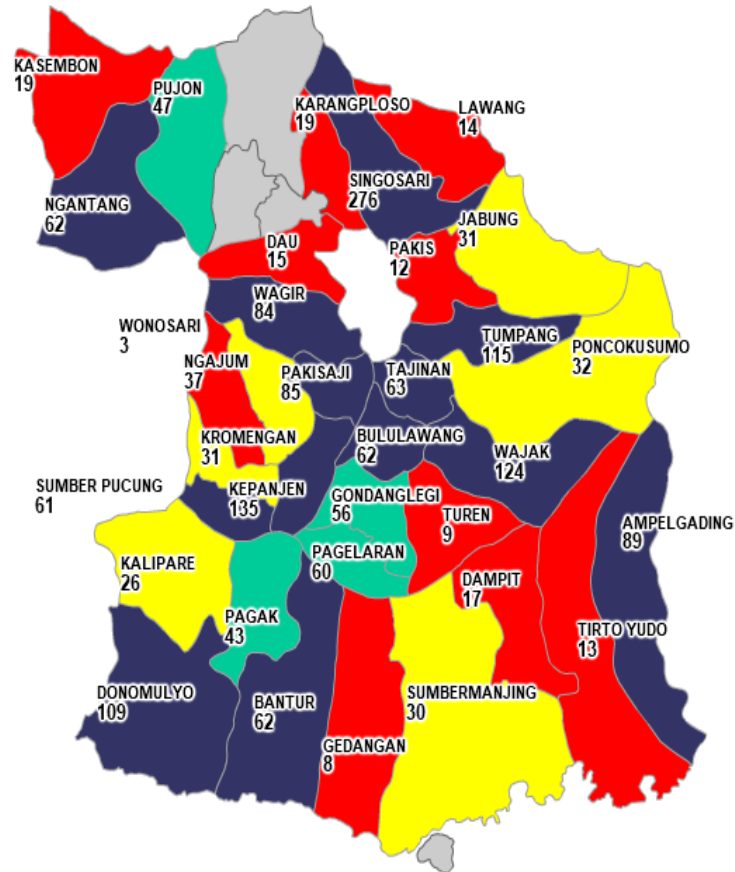 KASEMBON
19
PUJON
47
KARANGPLOSO
19
LAWANG
14
NGANTANG
62
SINGOSARI
276
JABUNG
31
DAU
15
PAKIS
12
WAGIR
84
WONOSARI
3
TUMPANG
115
PONCOKUSUMO
32
NGAJUM
37
PAKISAJI
85
TAJINAN
63
KROMENGAN
31
BULULAWANG
62
WAJAK
124
SUMBER PUCUNG
61
KEPANJEN
135
GONDANGLEGI
56
TUREN
9
AMPELGADING
89
KALIPARE
26
PAGELARAN
60
DAMPIT
17
PAGAK
43
TIRTO YUDO
13
DONOMULYO
109
BANTUR
62
SUMBERMANJING
30
GEDANGAN
8